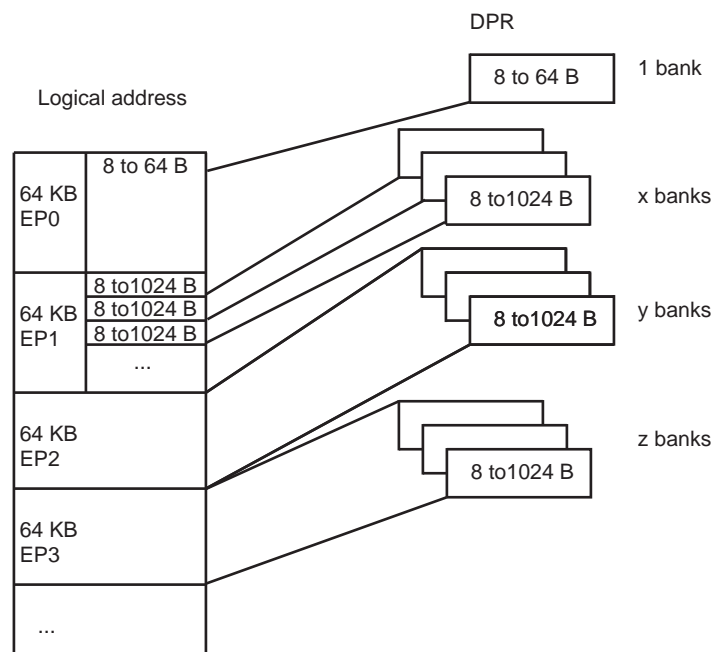 DPR
1 bank
8 to 64 B
Logical address
8 to 64 B
64 KB
EP0
x banks
8 to1024 B
8 to1024 B
8 to1024 B
8 to1024 B
64 KB
EP1
...
y banks
8 to1024 B
64 KB
EP2
z banks
8 to1024 B
64 KB
EP3
...